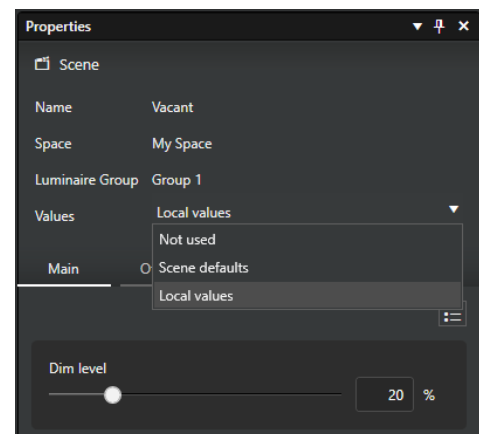 Properties
Scene
Name Vacant
Space My Space
Luminaire Group Group 1
Values Local values
Not used
Scene defaults
Local values
Main
Dim level
20 %